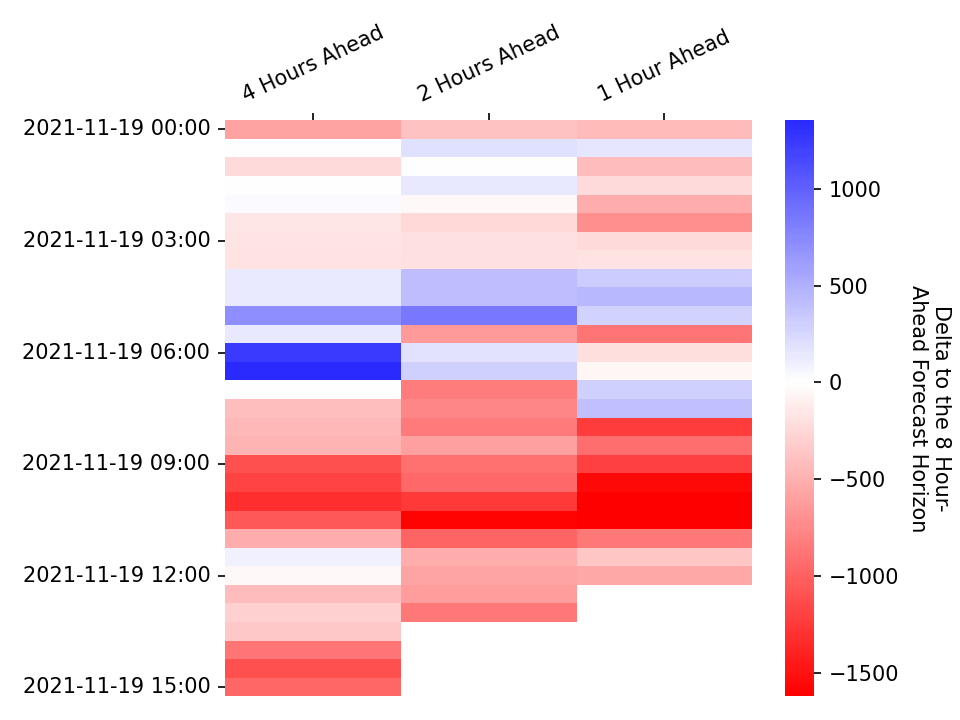 4 Hours Ahead
2 Hours Ahead
1 Hour Ahead
2021-11-19 00:00
2021-11-19 03:00
2021-11-19 06:00
2021-11-19 09:00
2021-11-19 12:00
2021-11-19 15:00
1000
500
0
−500
−1000
−1500
Delta to the 8 Hour-
Ahead Forecast Horizon